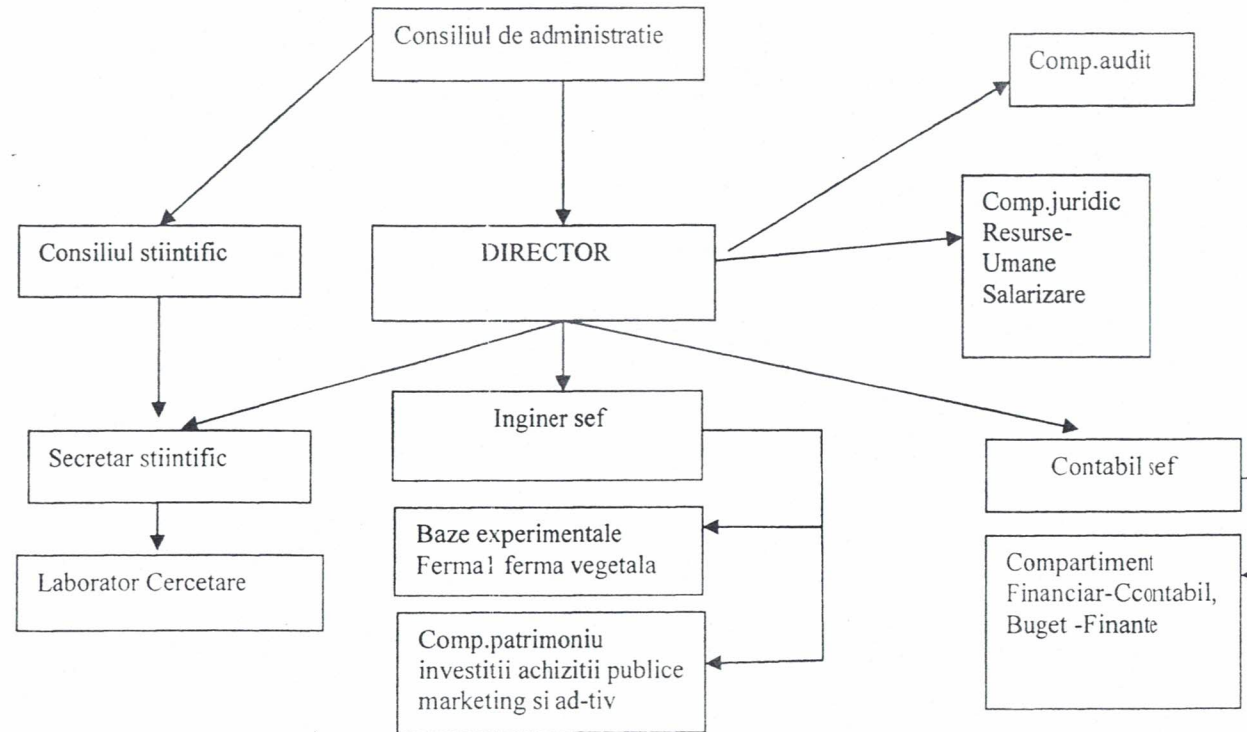 Consiliul de administratie
Comp.audit
Comp.juridic
Resurse-
Umane
Salarizare
Consiliul stiintific
DIRECTOR
Inginer sef
Secretar stiintific
Contabil sef
Baze experimentale
Ferma1 ferma vegetala
Laborator Cercetare
Compartiment
Financiar-Ccontabil,
Buget -Finante
Comp.patrimoniu
investitii achizitii publice
marketing si ad-tiv